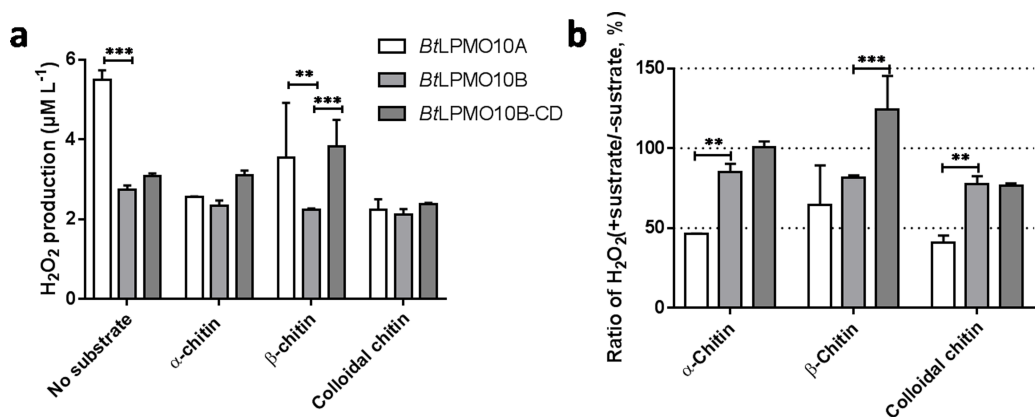 a
H₂O₂ production (µM L⁻¹)
6
4
2
0
***
**
***
BtLPMO10A
BtLPMO10B
BtLPMO10B-CD
No substrate
α-chitin
β-chitin
Colloidal chitin
b
Ratio of H₂O₂(+sustrate/-sustrate, %)
150
100
50
0
**
***
**
α-Chitin
β-Chitin
Colloidal chitin